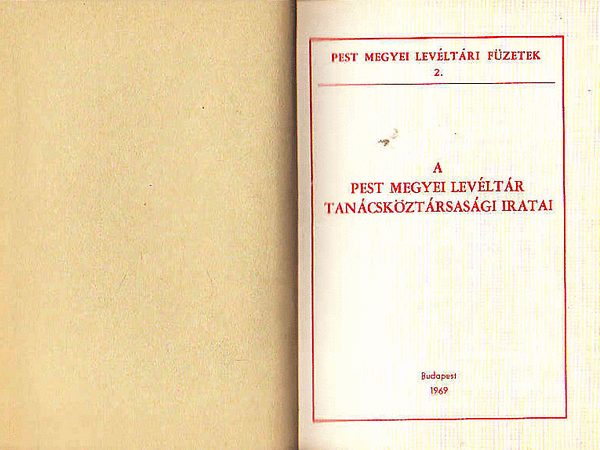 PEST MEGYEI LEVÉLTÁRI FÜZETEK
2.
A
PEST MEGYEI LEVÉLTÁR
TANÁCSKÖZTÁRSASÁGI IRATAI
Budapest
1969